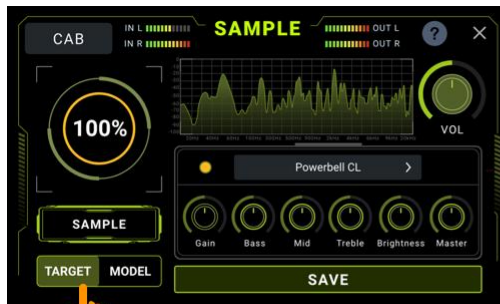 CAB
IN L
IN R
SAMPLE
OUT L
OUT R
?
100%
VOL
Powerbell CL
Gain Bass Mid Treble Brightness Master
SAMPLE
TARGET MODEL
SAVE